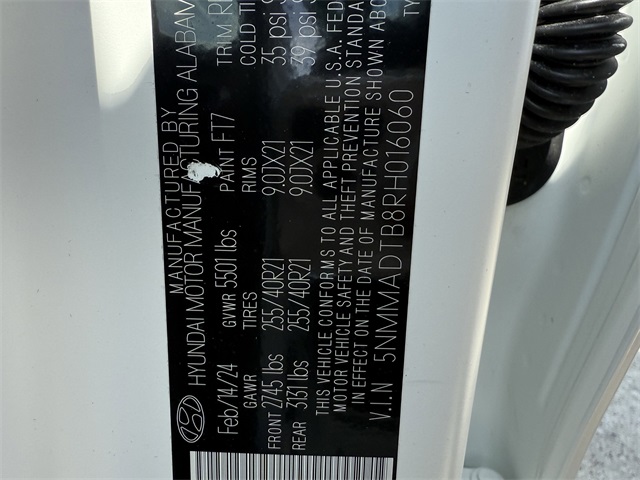 MANUFACTURED BY
HYUNDAI MOTOR MANUFACTURING ALABAM
Feb/14/24 GVWR 5501 lbs PAINT FT7 TRIM
GAWR TIRES RIMS COLD TI
FRONT 2745 lbs 255/40R21 9.0JX21 35 psi
REAR 3131 lbs 255/40R21 9.0JX21 39 psi
THIS VEHICLE CONFORMS TO ALL APPLICABLE U.S.A. FED
MOTOR VEHICLE SAFETY AND THEFT PREVENTION STANDA
IN EFFECT ON THE DATE OF MANUFACTURE SHOWN ABO
V.I.N 5NMMADTB8RH016060 TY